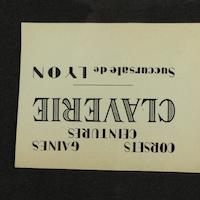 CORSETS GAINES
CEINTURES
CLAVERIE
Succursale de LYON